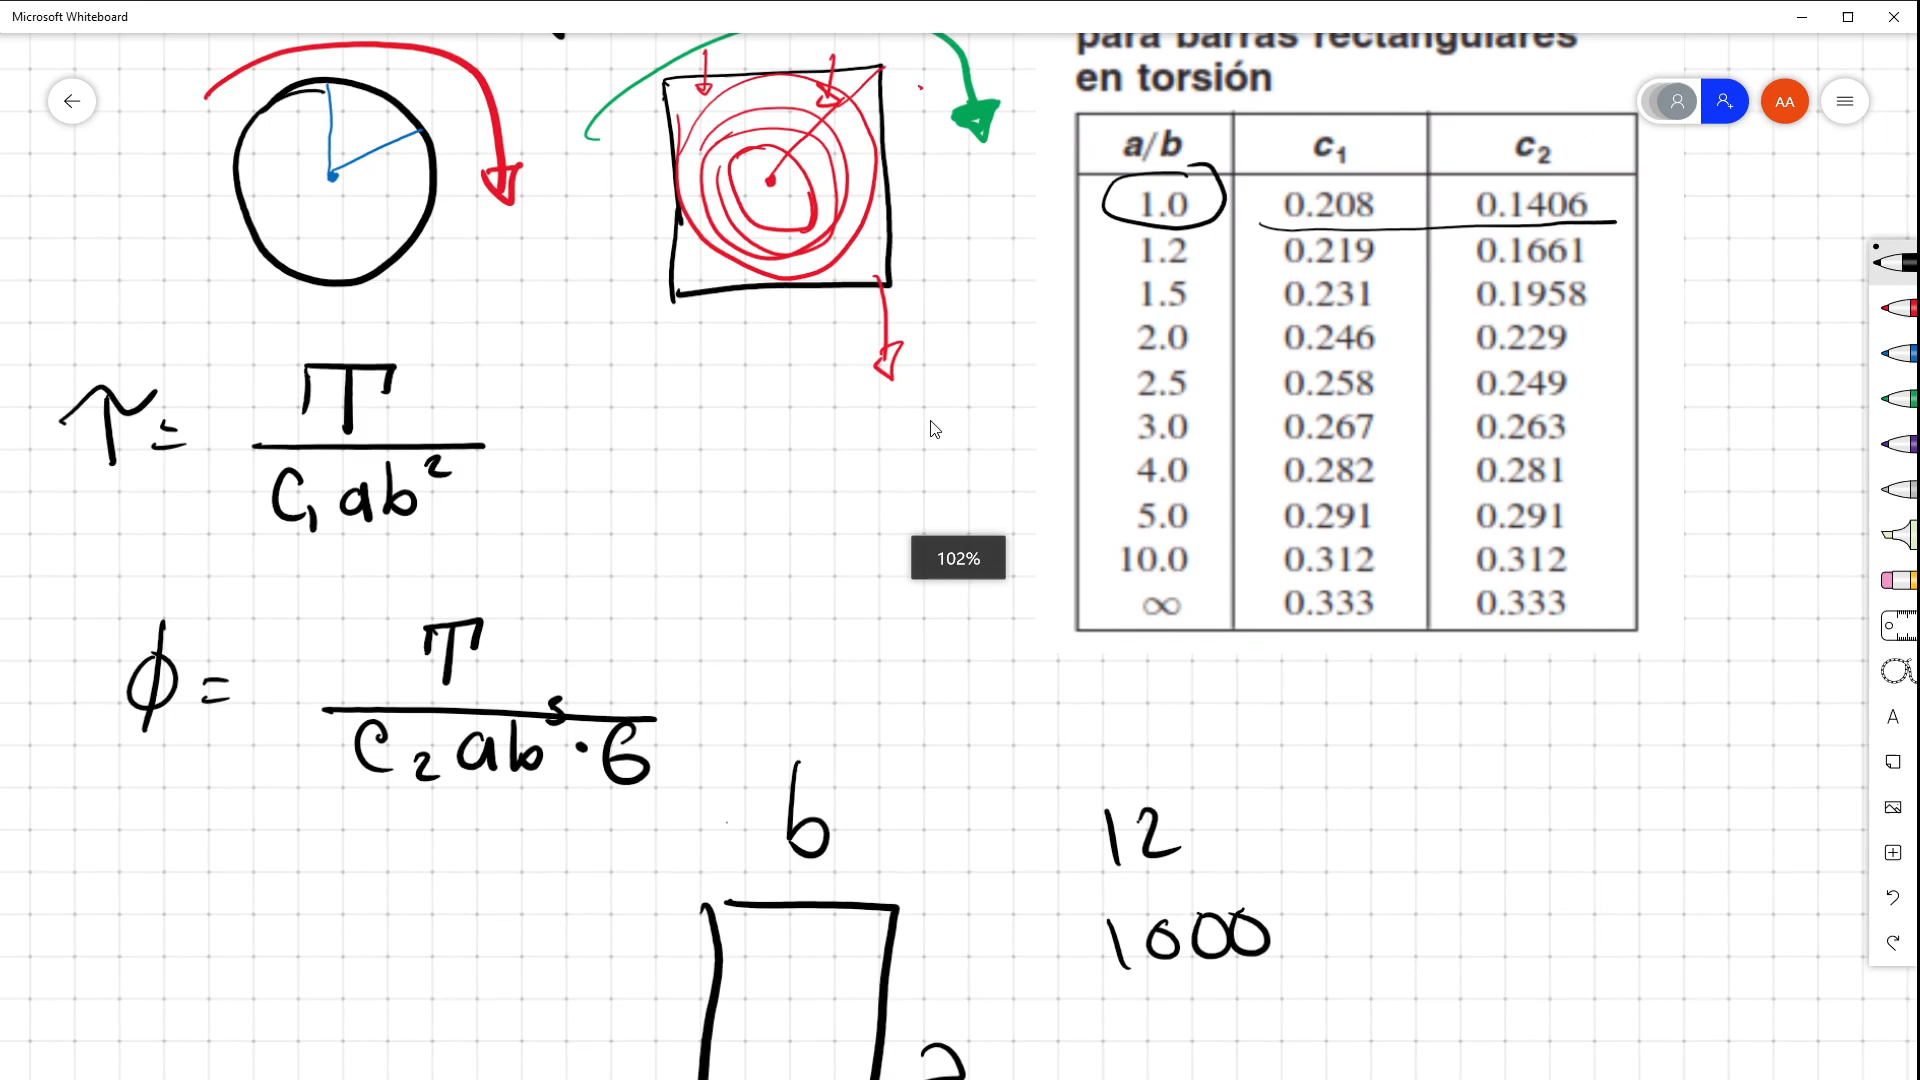 Microsoft Whiteboard
para barras rectangulares
en torsión
AA
a/b c₁ c₂
1.0 0.208 0.1406
1.2 0.219 0.1661
1.5 0.231 0.1958
2.0 0.246 0.229
2.5 0.258 0.249
3.0 0.267 0.263
4.0 0.282 0.281
5.0 0.291 0.291
10.0 0.312 0.312
∞ 0.333 0.333
τ = T
C₁ab²
102%
ϕ = T
C₂ab³·G
b
12
1000
A